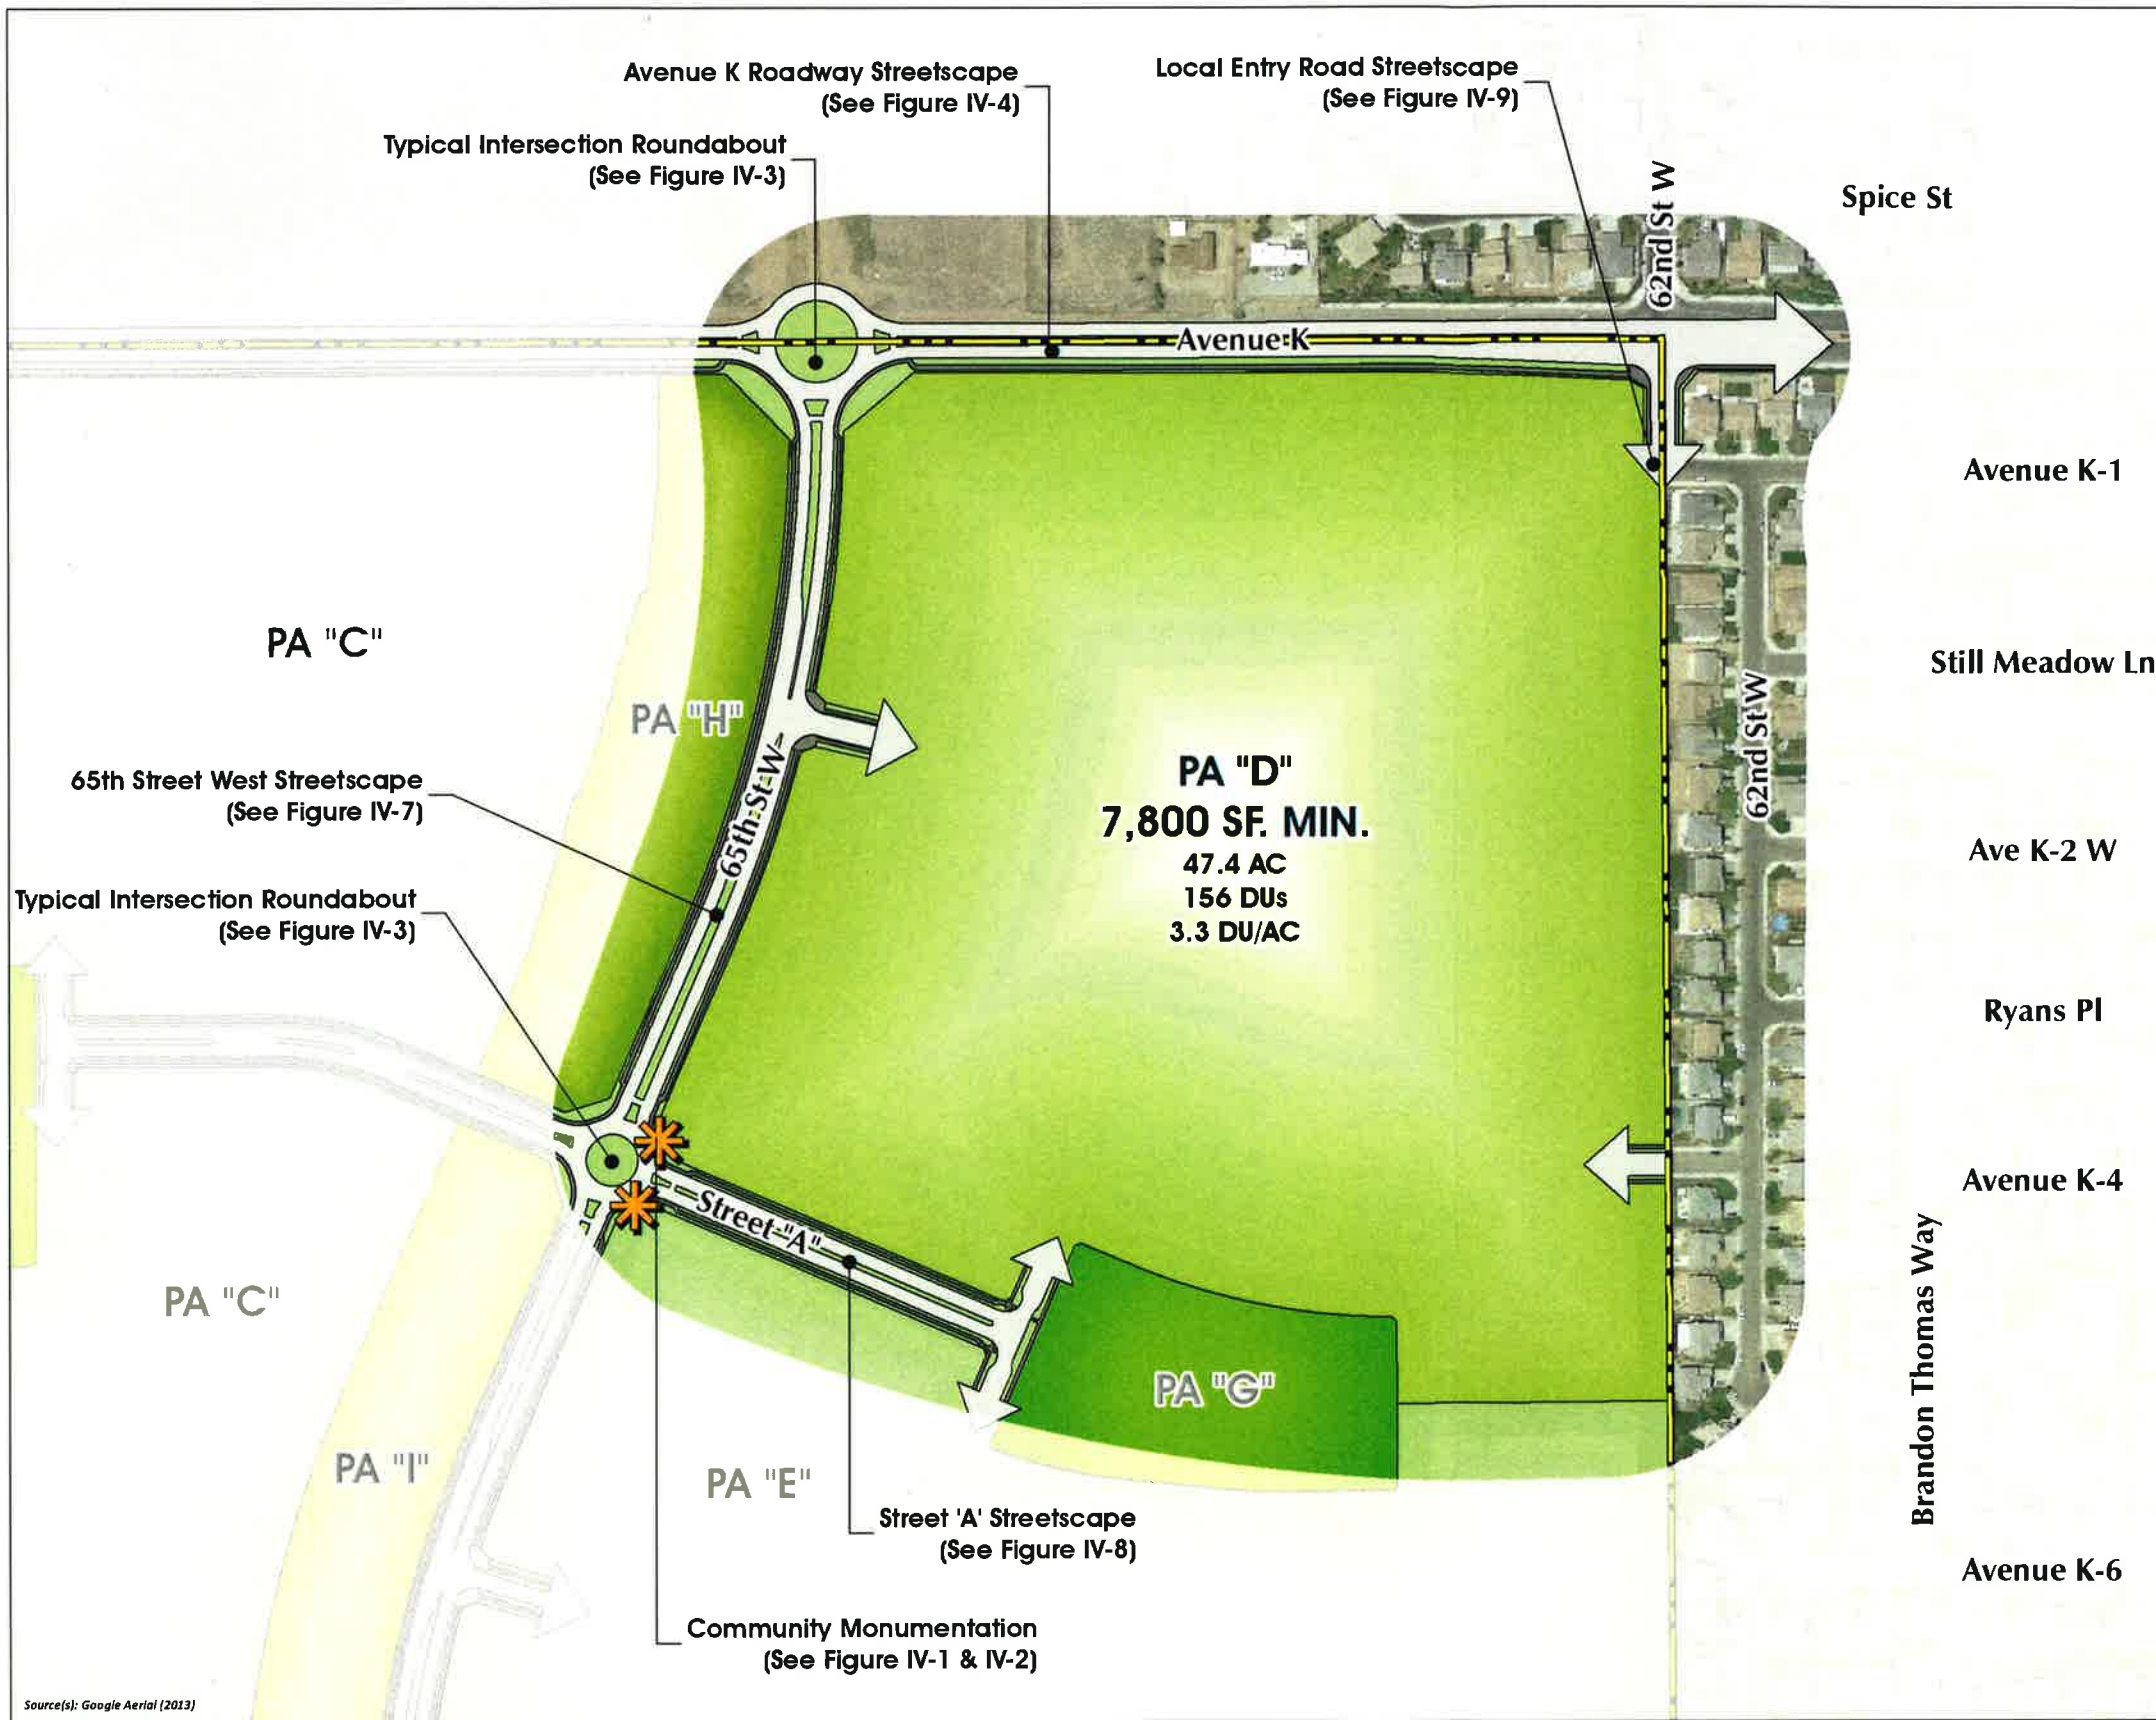 Avenue K Roadway Streetscape
(See Figure IV-4)
Local Entry Road Streetscape
(See Figure IV-9)
Typical Intersection Roundabout
(See Figure IV-3)
62nd St W
Spice St
Avenue K
Avenue K-1
PA "C"
Still Meadow Ln
PA "H"
62nd St W
65th Street West Streetscape
(See Figure IV-7)
65th St W
PA "D"
7,800 SF. MIN.
47.4 AC
156 DUs
3.3 DU/AC
Ave K-2 W
Typical Intersection Roundabout
(See Figure IV-3)
Ryans Pl
Avenue K-4
Street "A"
PA "C"
Brandon Thomas Way
PA "G"
PA "I"
PA "E"
Street 'A' Streetscape
(See Figure IV-8)
Avenue K-6
Community Monumentation
(See Figure IV-1 & IV-2)
Source(s): Google Aerial (2013)